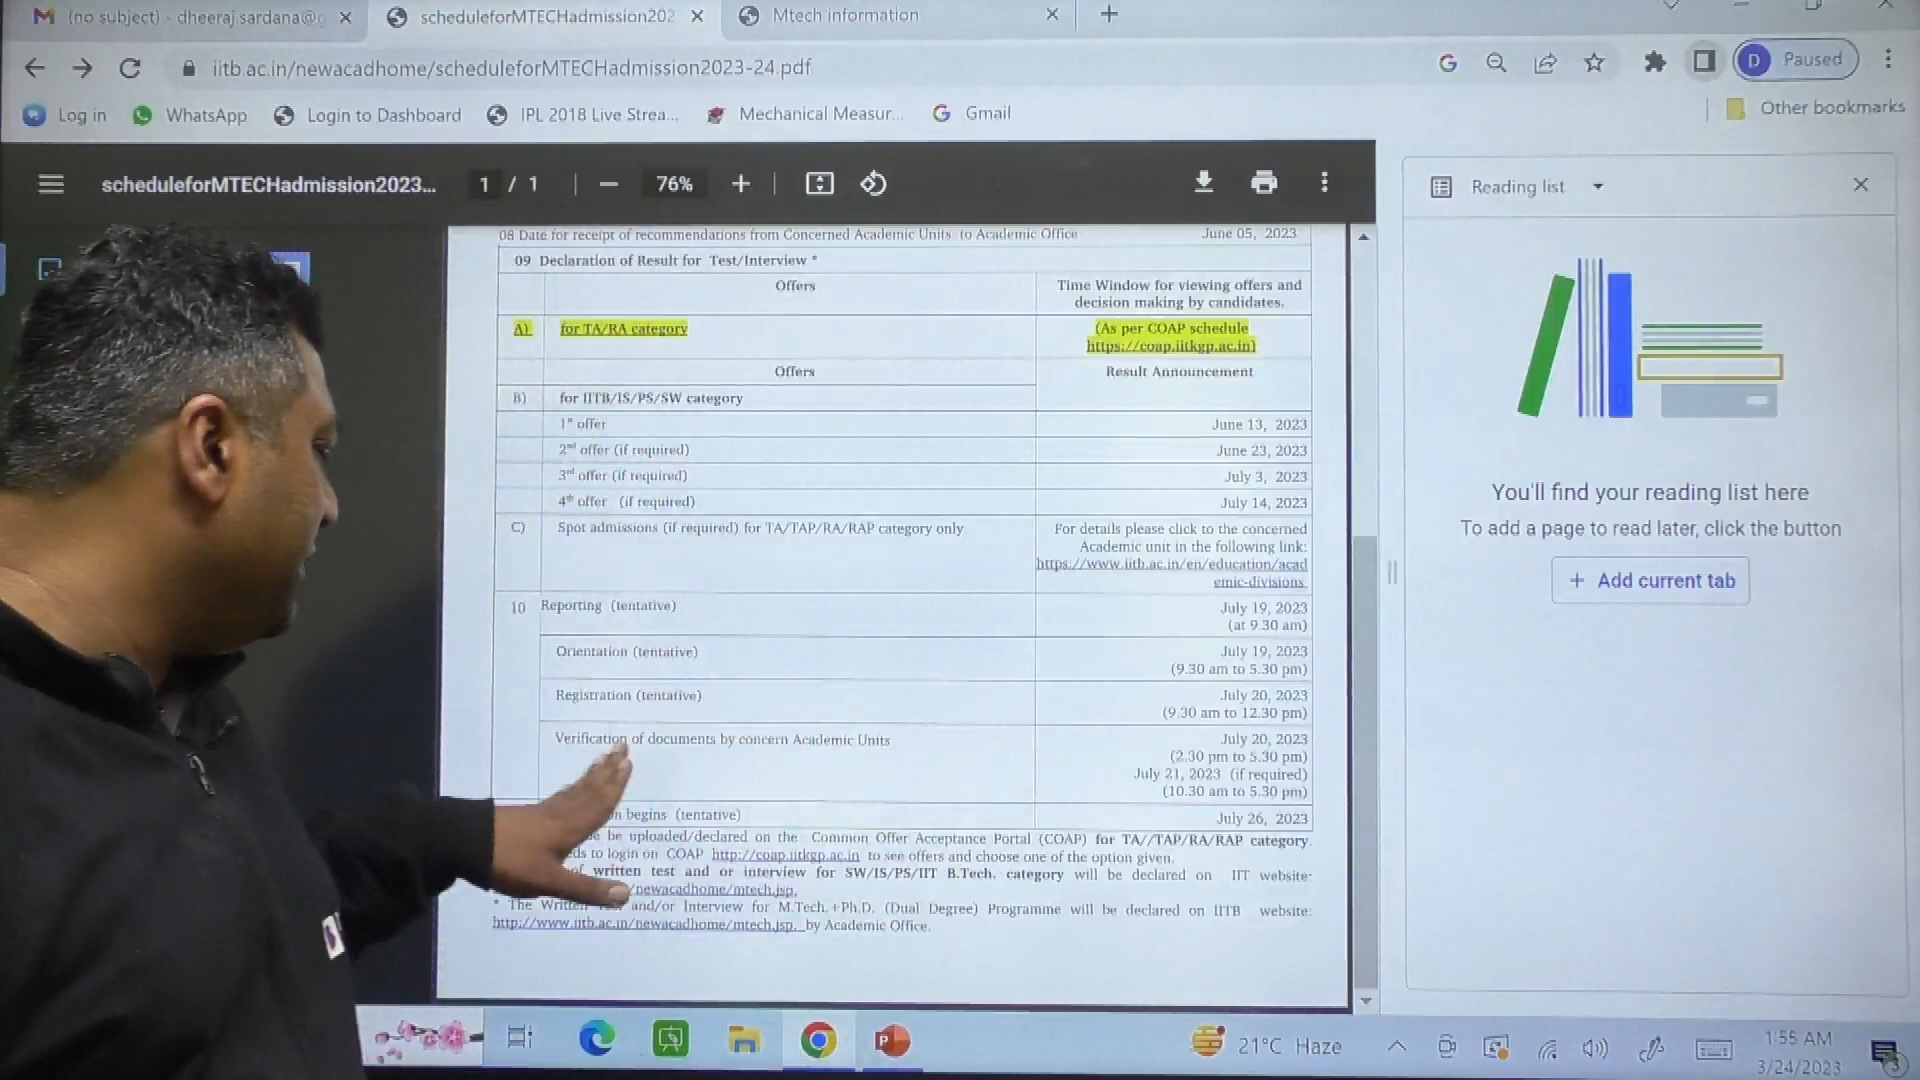 (no subject) - dheeraj.sardana@g
scheduleforMTECHadmission202
Mtech information
iitb.ac.in/newacadhome/scheduleforMTECHadmission2023-24.pdf
D Paused
Log in
WhatsApp
Login to Dashboard
IPL 2018 Live Strea...
Mechanical Measur...
Gmail
Other bookmarks
scheduleforMTECHadmission2023...
1 / 1
76%
Reading list
08 Date for receipt of recommendations from Concerned Academic Units to Academic Office June 05, 2023
09 Declaration of Result for Test/Interview *
Offers
Time Window for viewing offers and
decision making by candidates.
A) for TA/RA category
(As per COAP schedule
https://coap.iitkgp.ac.in)
Offers
Result Announcement
B) for IITB/IS/PS/SW category
1st offer June 13, 2023
2nd offer (if required) June 23, 2023
3rd offer (if required) July 3, 2023
4th offer (if required) July 14, 2023
C) Spot admissions (if required) for TA/TAP/RA/RAP category only
For details please click to the concerned
Academic unit in the following link:
https://www.iitb.ac.in/en/education/acad
emic-divisions
10 Reporting (tentative) July 19, 2023
(at 9.30 am)
Orientation (tentative) July 19, 2023
(9.30 am to 5.30 pm)
Registration (tentative) July 20, 2023
(9.30 am to 12.30 pm)
Verification of documents by concern Academic Units July 20, 2023
(2.30 pm to 5.30 pm)
July 21, 2023 (if required)
(10.30 am to 5.30 pm)
begins (tentative) July 26, 2023
be uploaded/declared on the Common Offer Acceptance Portal (COAP) for TA//TAP/RA/RAP category.
to login on COAP http://coap.iitkgp.ac.in to see offers and choose one of the option given.
of written test and or interview for SW/IS/PS/IIT B.Tech. category will be declared on IIT website:
/newacadhome/mtech.jsp.
* The Written and/or Interview for M.Tech.+Ph.D. (Dual Degree) Programme will be declared on IITB website:
http://www.iitb.ac.in/newacadhome/mtech.jsp. by Academic Office.
You'll find your reading list here
To add a page to read later, click the button
+ Add current tab
21°C Haze
1:55 AM
3/24/2023
3